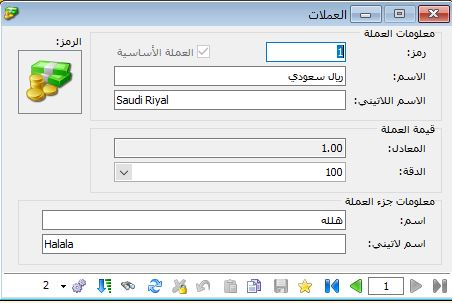 العملات
معلومات العملة
الرمز:
رمز: 1 العملة الأساسية
الاسم: ريال سعودي
الاسم اللاتيني: Saudi Riyal
قيمة العملة
المعادل: 1.00
الدقة: 100
معلومات جزء العملة
اسم: هلله
اسم لاتيني: Halala
1 2